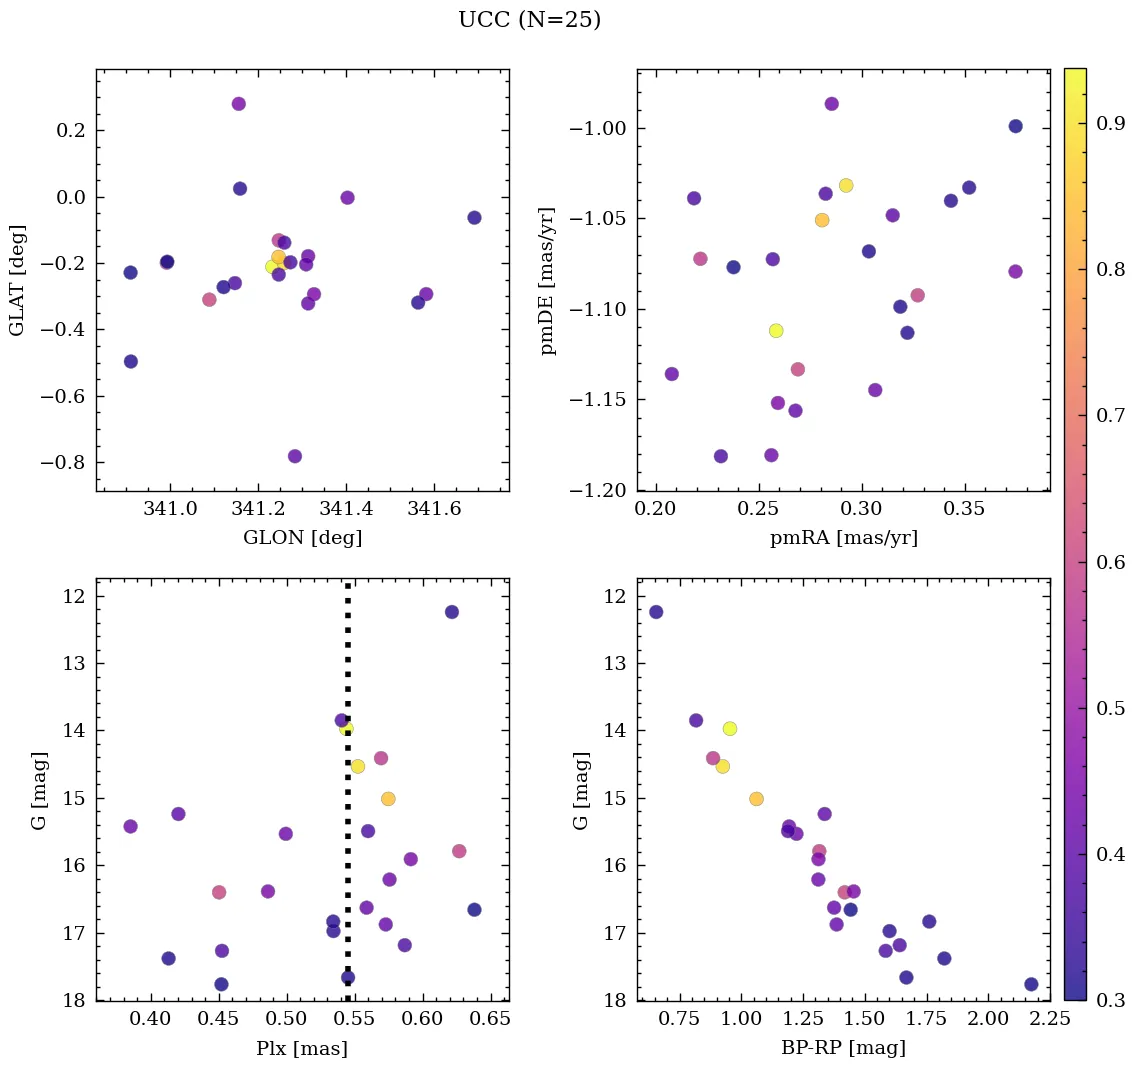 UCC (N=25)
0.2
0.0
−0.2
−0.4
−0.6
−0.8
GLAT [deg]
341.0 341.2 341.4 341.6
GLON [deg]
−1.00
−1.05
−1.10
−1.15
−1.20
pmDE [mas/yr]
0.20 0.25 0.30 0.35
pmRA [mas/yr]
12
13
14
15
16
17
18
G [mag]
0.40 0.45 0.50 0.55 0.60 0.65
Plx [mas]
12
13
14
15
16
17
18
G [mag]
0.75 1.00 1.25 1.50 1.75 2.00 2.25
BP-RP [mag]
0.9
0.8
0.7
0.6
0.5
0.4
0.3